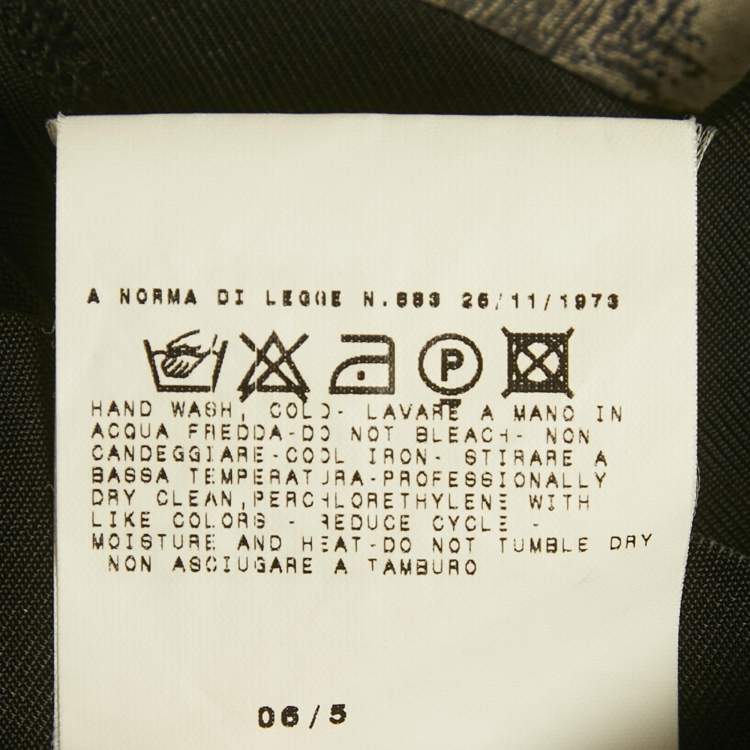 A NORMA DI LEGGE N.883 26/11/1973
P
HAND WASH, COLD- LAVARE A MANO IN
ACQUA FREDDA-DO NOT BLEACH- NON
CANDEGGIARE-COOL IRON- STIRARE A
BASSA TEMPERATURA-PROFESSIONALLY
DRY CLEAN,PERCHLORETHYLENE WITH
LIKE COLORS - REDUCE CYCLE -
MOISTURE AND HEAT-DO NOT TUMBLE DRY
NON ASCIUGARE A TAMBURO
06/5